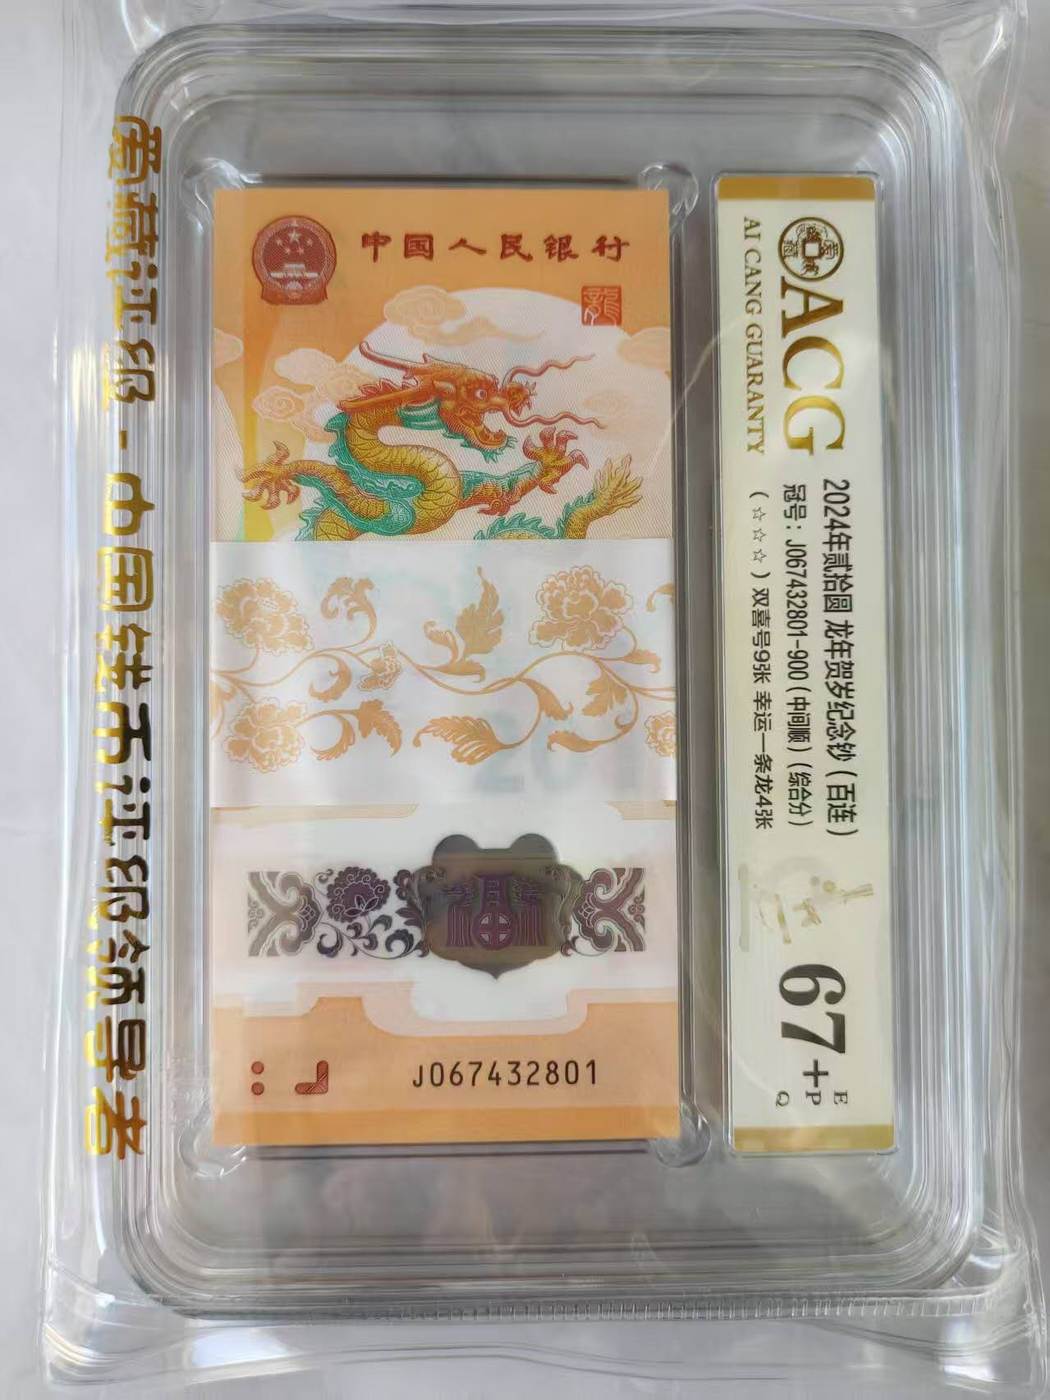 爱藏评级 - 中国钱币评级领导者
中国人民银行
龍
J067432801
ACG
AI CANG GUARANTY
2024年贰拾圆 龙年贺岁纪念钞 (百连)
冠号: J067432801-900 (中间顺) (综合分)
(☆☆☆) 双喜号9张 幸运一条龙4张
67+
E
P
Q